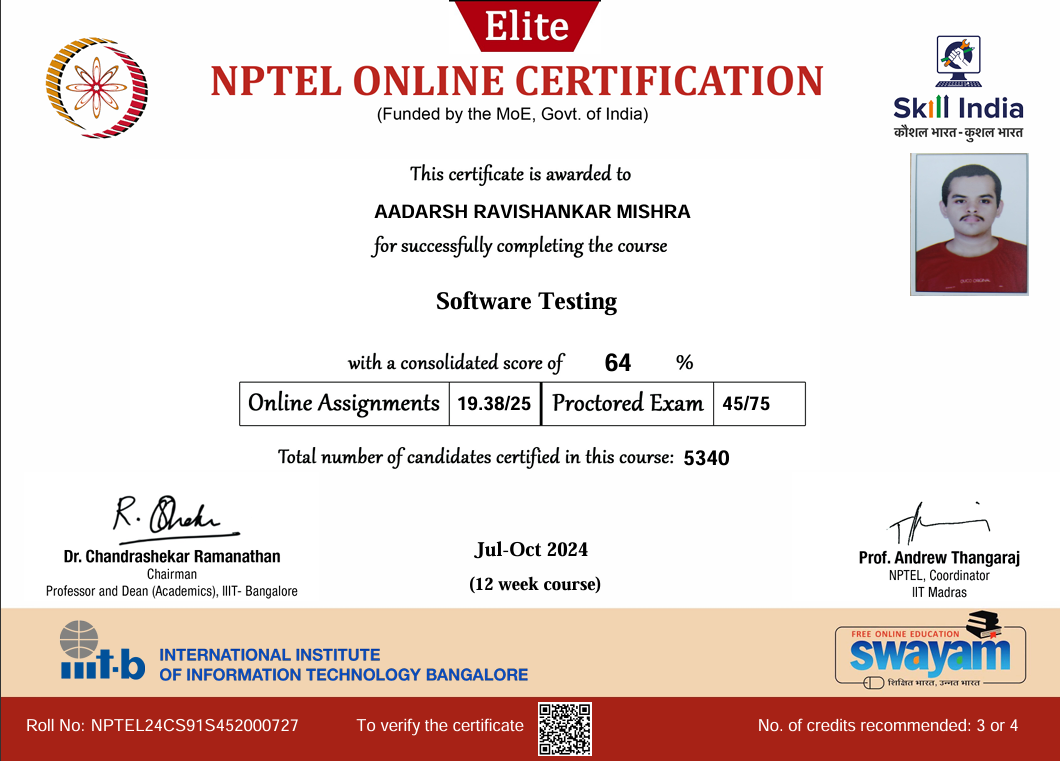 Elite
NPTEL ONLINE CERTIFICATION
(Funded by the MoE, Govt. of India)
Skill India
कौशल भारत - कुशल भारत
This certificate is awarded to
AADARSH RAVISHANKAR MISHRA
for successfully completing the course
Software Testing
with a consolidated score of 64 %
Online Assignments 19.38/25 Proctored Exam 45/75
Total number of candidates certified in this course: 5340
Dr. Chandrashekar Ramanathan
Chairman
Professor and Dean (Academics), IIIT- Bangalore
Jul-Oct 2024
(12 week course)
Prof. Andrew Thangaraj
NPTEL, Coordinator
IIT Madras
iiit-b
INTERNATIONAL INSTITUTE
OF INFORMATION TECHNOLOGY BANGALORE
FREE ONLINE EDUCATION
swayam
शिक्षित भारत, उन्नत भारत
Roll No: NPTEL24CS91S452000727
To verify the certificate
No. of credits recommended: 3 or 4